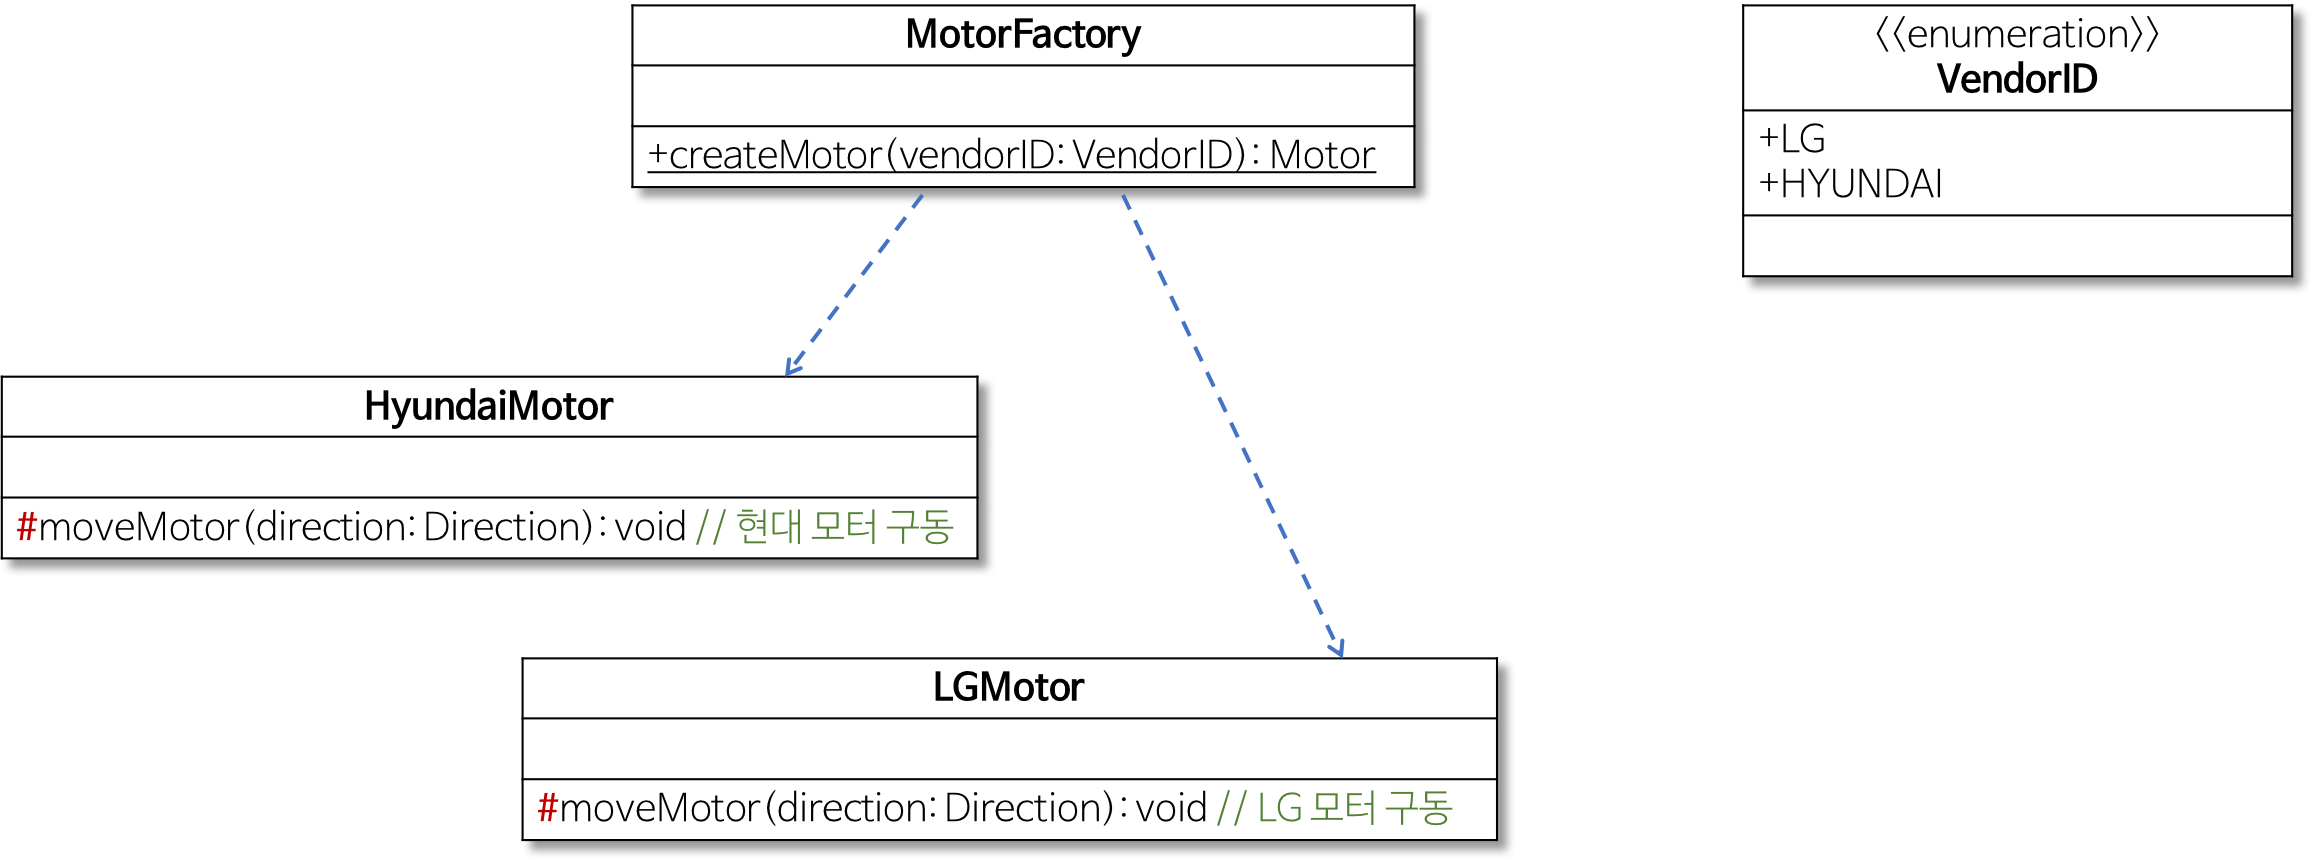 MotorFactory
+createMotor(vendorID: VendorID): Motor
<<enumeration>>
VendorID
+LG
+HYUNDAI
HyundaiMotor
#moveMotor(direction: Direction): void // 현대 모터 구동
LGMotor
#moveMotor(direction: Direction): void // LG 모터 구동